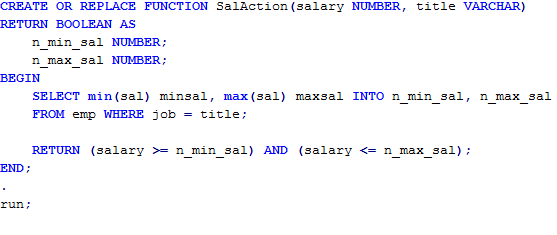 CREATE OR REPLACE FUNCTION SalAction(salary NUMBER, title VARCHAR)
RETURN BOOLEAN AS
    n_min_sal NUMBER;
    n_max_sal NUMBER;
BEGIN
    SELECT min(sal) minsal, max(sal) maxsal INTO n_min_sal, n_max_sal
    FROM emp WHERE job = title;

    RETURN (salary >= n_min_sal) AND (salary <= n_max_sal);
END;
.
run;